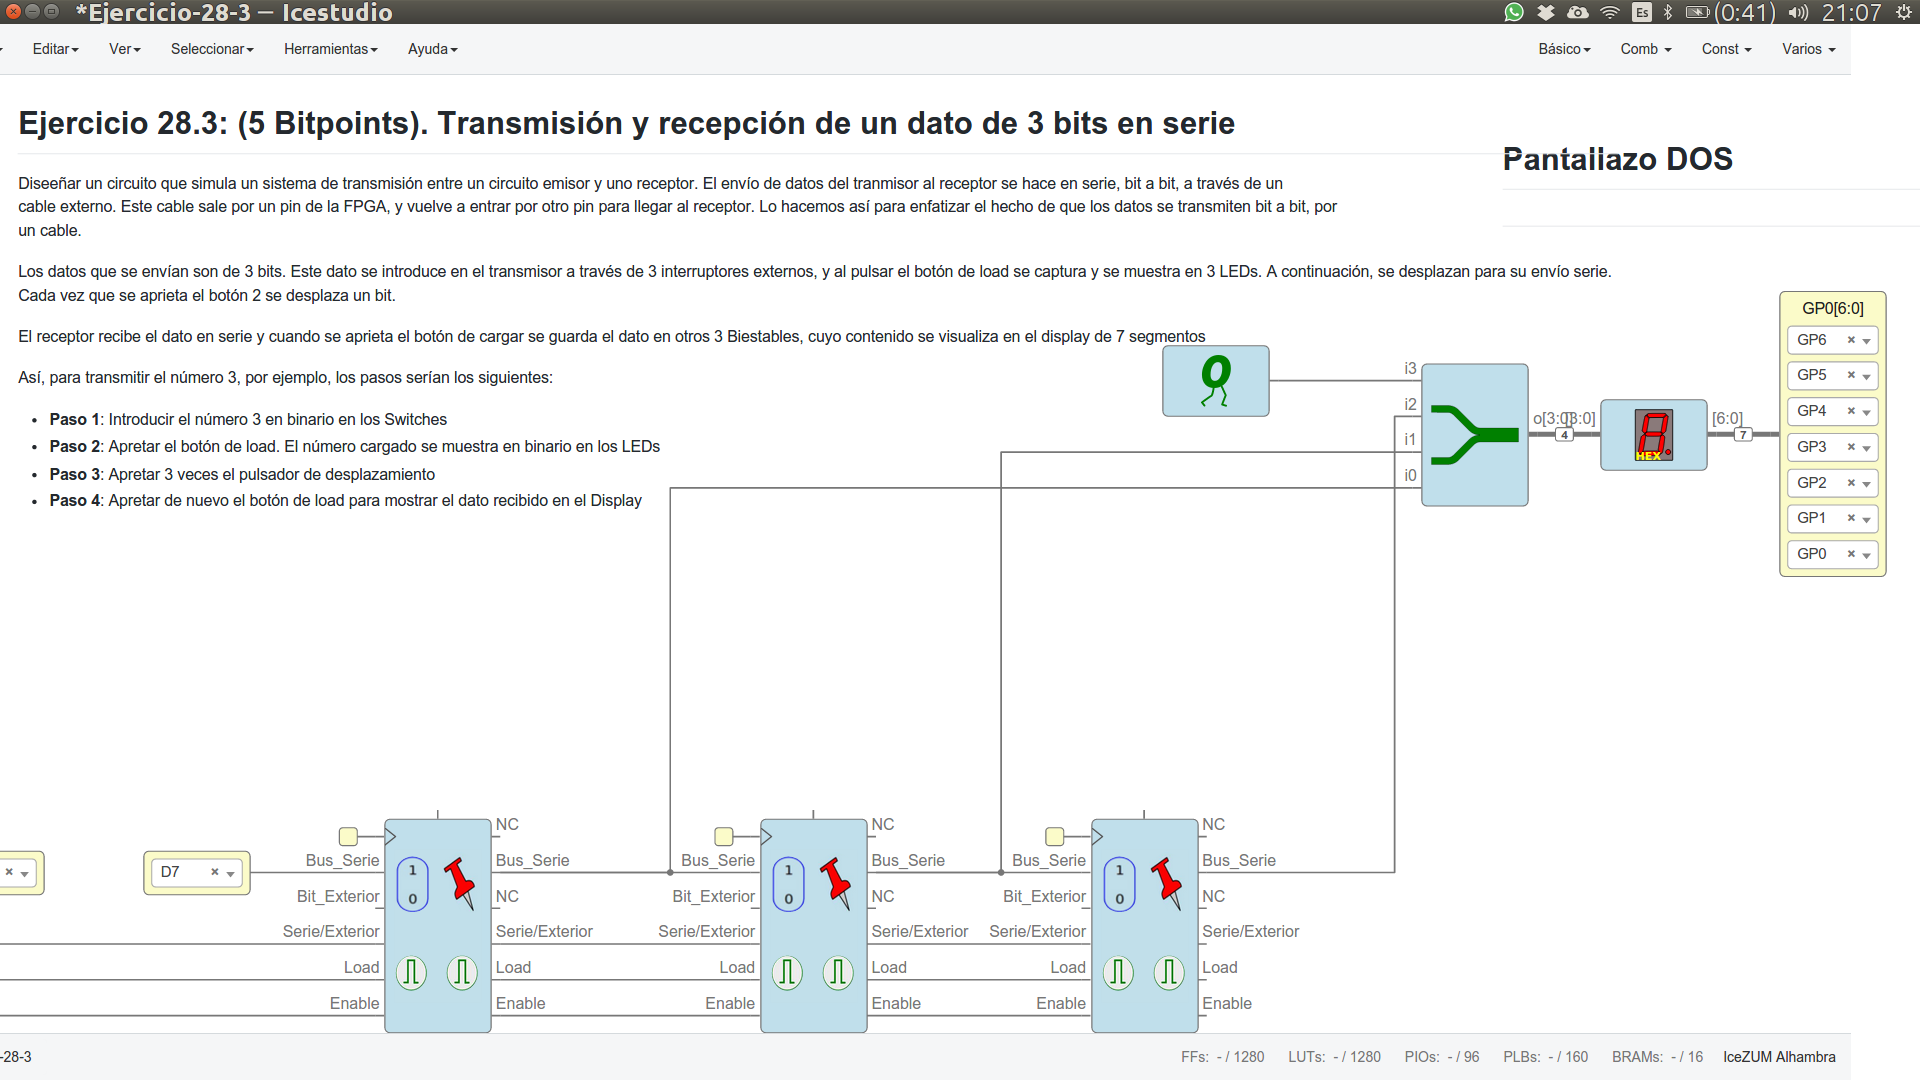 *Ejercicio-28-3 — Icestudio
Es (0:41) 21:07
Editar Ver Seleccionar Herramientas Ayuda Básico Comb Const Varios
Ejercicio 28.3: (5 Bitpoints). Transmisión y recepción de un dato de 3 bits en serie
Pantallazo DOS
Diseeñar un circuito que simula un sistema de transmisión entre un circuito emisor y uno receptor. El envío de datos del tranmisor al receptor se hace en serie, bit a bit, a través de un
cable externo. Este cable sale por un pin de la FPGA, y vuelve a entrar por otro pin para llegar al receptor. Lo hacemos así para enfatizar el hecho de que los datos se transmiten bit a bit, por
un cable.
Los datos que se envían son de 3 bits. Este dato se introduce en el transmisor a través de 3 interruptores externos, y al pulsar el botón de load se captura y se muestra en 3 LEDs. A continuación, se desplazan para su envío serie.
Cada vez que se aprieta el botón 2 se desplaza un bit.
El receptor recibe el dato en serie y cuando se aprieta el botón de cargar se guarda el dato en otros 3 Biestables, cuyo contenido se visualiza en el display de 7 segmentos
Así, para transmitir el número 3, por ejemplo, los pasos serían los siguientes:
• Paso 1: Introducir el número 3 en binario en los Switches
• Paso 2: Apretar el botón de load. El número cargado se muestra en binario en los LEDs
• Paso 3: Apretar 3 veces el pulsador de desplazamiento
• Paso 4: Apretar de nuevo el botón de load para mostrar el dato recibido en el Display
0
i3
i2
i1
i0
o[3:0] [3:0]
4
HEX
[6:0]
7
GP0[6:0]
GP6
GP5
GP4
GP3
GP2
GP1
GP0
D7
Bus_Serie
Bit_Exterior
Serie/Exterior
Load
Enable
1
0
NC
Bus_Serie
NC
Serie/Exterior
Load
Enable
Bus_Serie
Bit_Exterior
Serie/Exterior
Load
Enable
1
0
NC
Bus_Serie
NC
Serie/Exterior
Load
Enable
Bus_Serie
Bit_Exterior
Serie/Exterior
Load
Enable
1
0
NC
Bus_Serie
NC
Serie/Exterior
Load
Enable
-28-3
FFs: - / 1280 LUTs: - / 1280 PIOs: - / 96 PLBs: - / 160 BRAMs: - / 16 IceZUM Alhambra